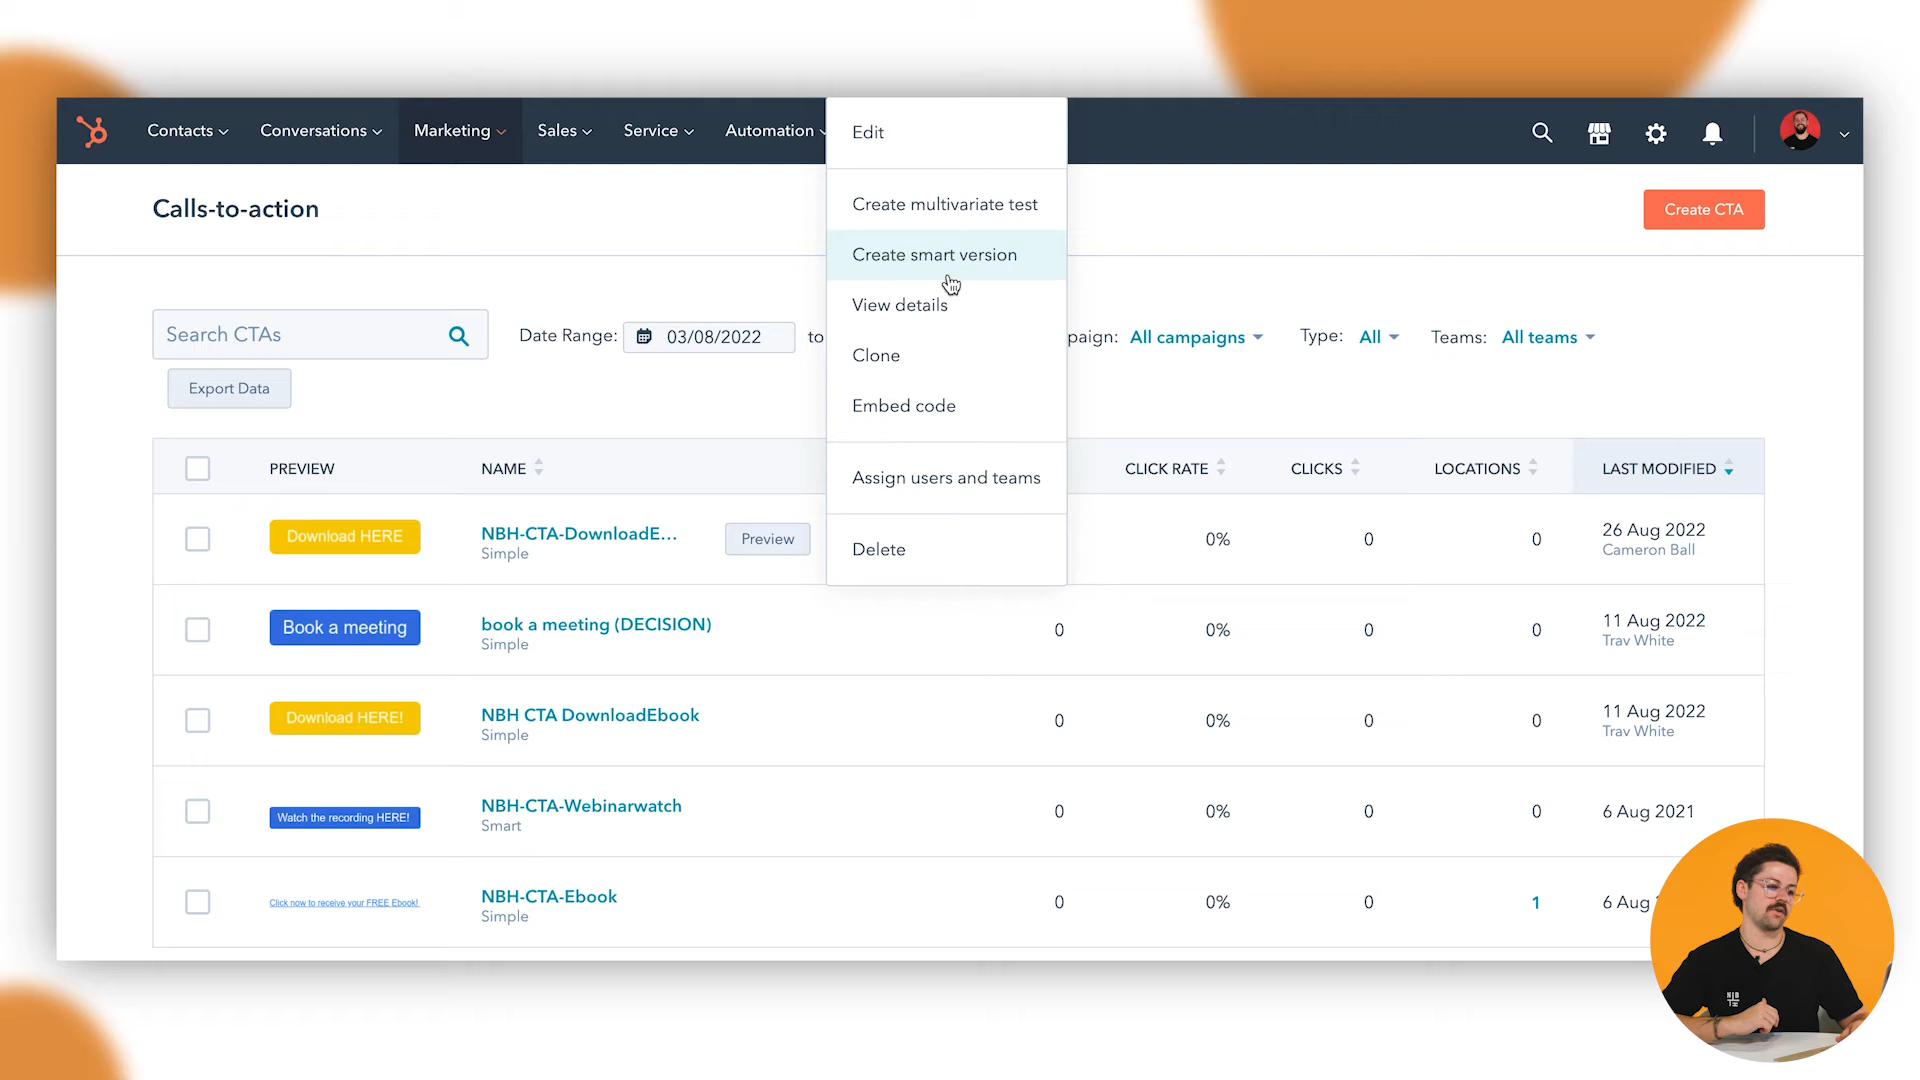 Contacts
Conversations
Marketing
Sales
Service
Automation
Edit
Create multivariate test
Create smart version
View details
Clone
Embed code
Assign users and teams
Delete
Calls-to-action
Create CTA
Search CTAs
Date Range:
03/08/2022
to
paign:
All campaigns
Type:
All
Teams:
All teams
Export Data
PREVIEW NAME CLICK RATE CLICKS LOCATIONS LAST MODIFIED
Download HERE
NBH-CTA-DownloadE...
Simple
Preview
0% 0 0
26 Aug 2022
Cameron Ball
Book a meeting
book a meeting (DECISION)
Simple
0 0% 0 0
11 Aug 2022
Trav White
Download HERE!
NBH CTA DownloadEbook
Simple
0 0% 0 0
11 Aug 2022
Trav White
Watch the recording HERE!
NBH-CTA-Webinarwatch
Smart
0 0% 0 0
6 Aug 2021
Click now to receive your FREE Ebook!
NBH-CTA-Ebook
Simple
0 0% 0 1
6 Aug